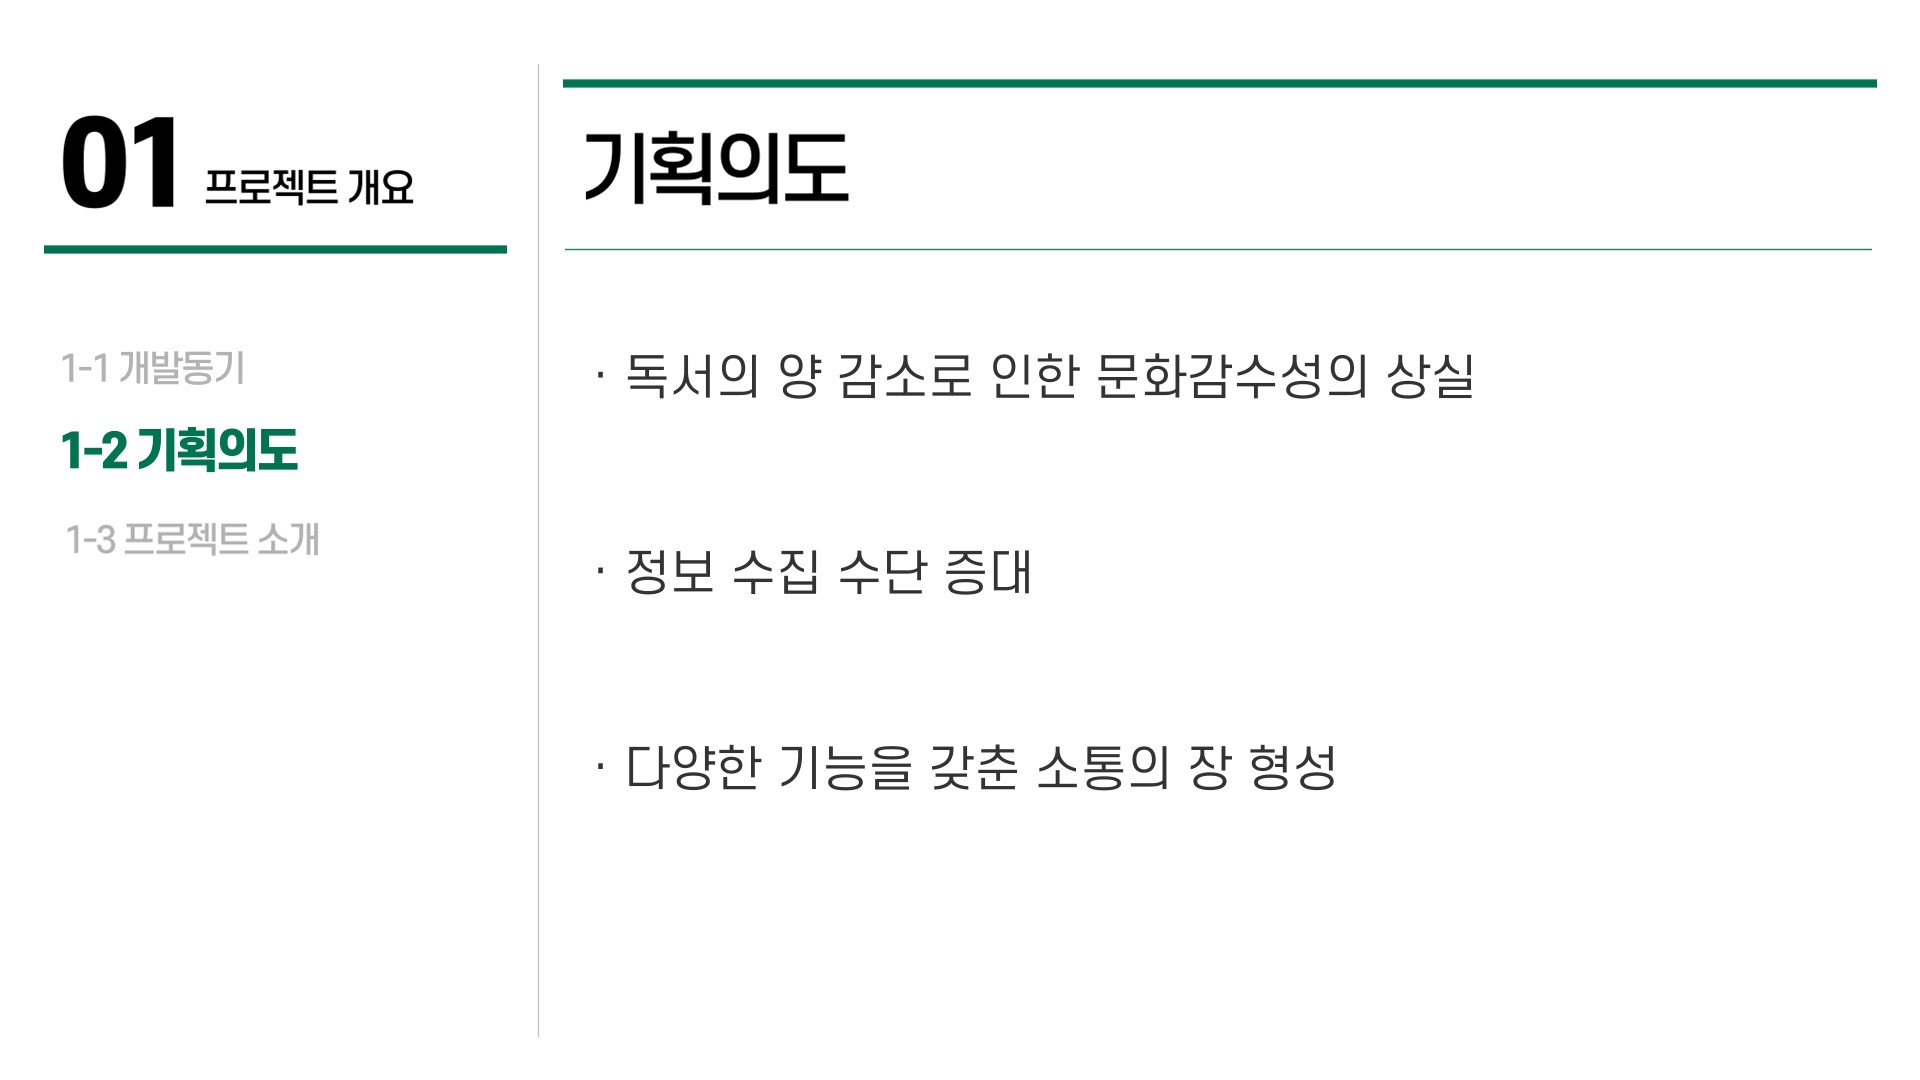 01 프로젝트 개요
1-1 개발동기
1-2 기획의도
1-3 프로젝트 소개
기획의도
· 독서의 양 감소로 인한 문화감수성의 상실
· 정보 수집 수단 증대
· 다양한 기능을 갖춘 소통의 장 형성